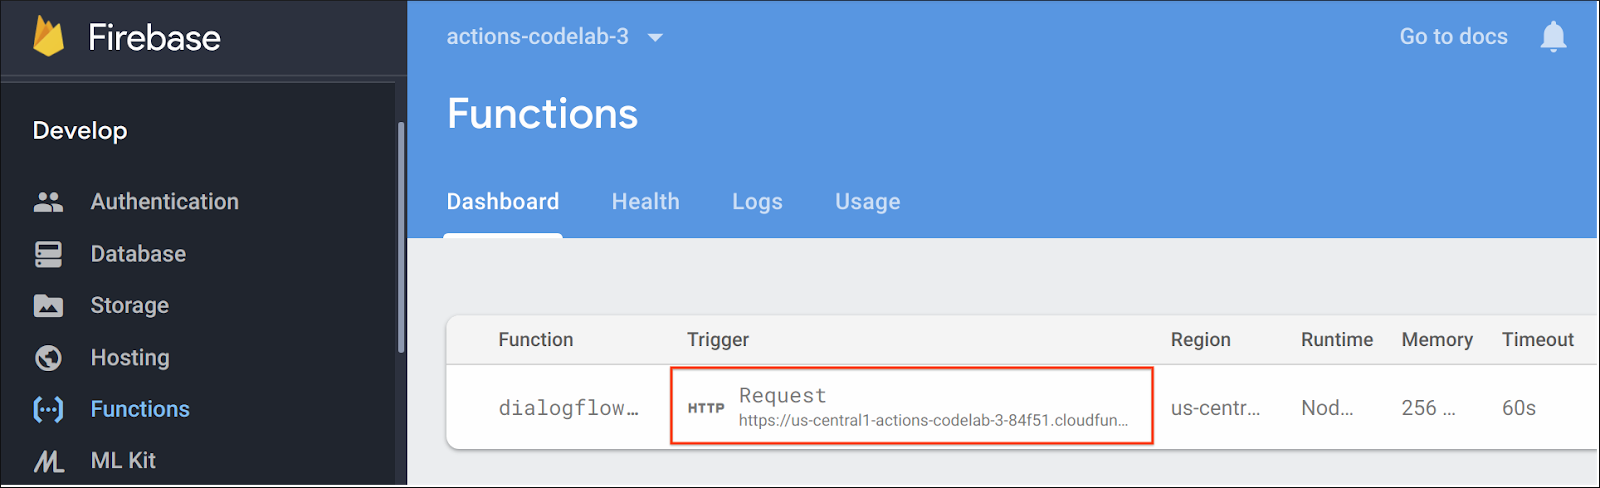 Firebase
Develop
Authentication
Database
Storage
Hosting
Functions
ML Kit
actions-codelab-3
Go to docs
Functions
Dashboard Health Logs Usage
Function Trigger Region Runtime Memory Timeout
dialogflow… HTTP Request us-centr… Nod… 256 … 60s
https://us-central1-actions-codelab-3-84f51.cloudfun…